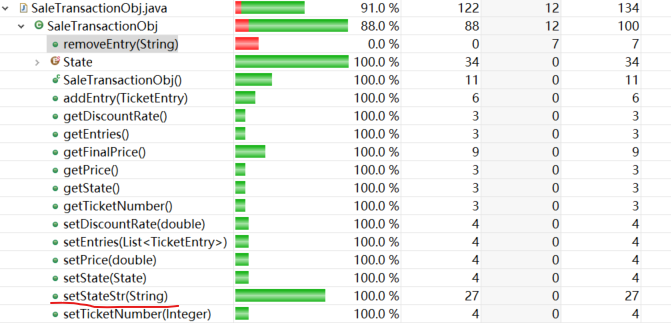 SaleTransactionObj.java 91.0 % 122 12 134
SaleTransactionObj 88.0 % 88 12 100
removeEntry(String) 0.0 % 0 7 7
State 100.0 % 34 0 34
SaleTransactionObj() 100.0 % 11 0 11
addEntry(TicketEntry) 100.0 % 6 0 6
getDiscountRate() 100.0 % 3 0 3
getEntries() 100.0 % 3 0 3
getFinalPrice() 100.0 % 9 0 9
getPrice() 100.0 % 3 0 3
getState() 100.0 % 3 0 3
getTicketNumber() 100.0 % 3 0 3
setDiscountRate(double) 100.0 % 4 0 4
setEntries(List<TicketEntry>) 100.0 % 4 0 4
setPrice(double) 100.0 % 4 0 4
setState(State) 100.0 % 4 0 4
setStateStr(String) 100.0 % 27 0 27
setTicketNumber(Integer) 100.0 % 4 0 4